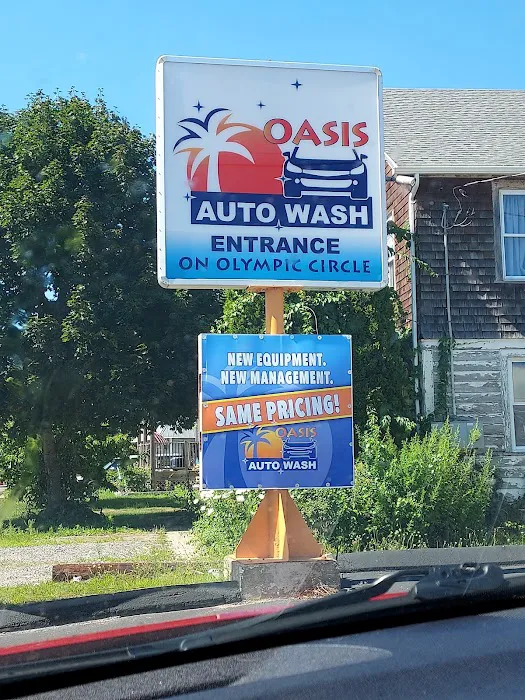 OASIS
AUTO WASH
ENTRANCE
ON OLYMPIC CIRCLE
NEW EQUIPMENT.
NEW MANAGEMENT.
SAME PRICING!
OASIS
AUTO WASH